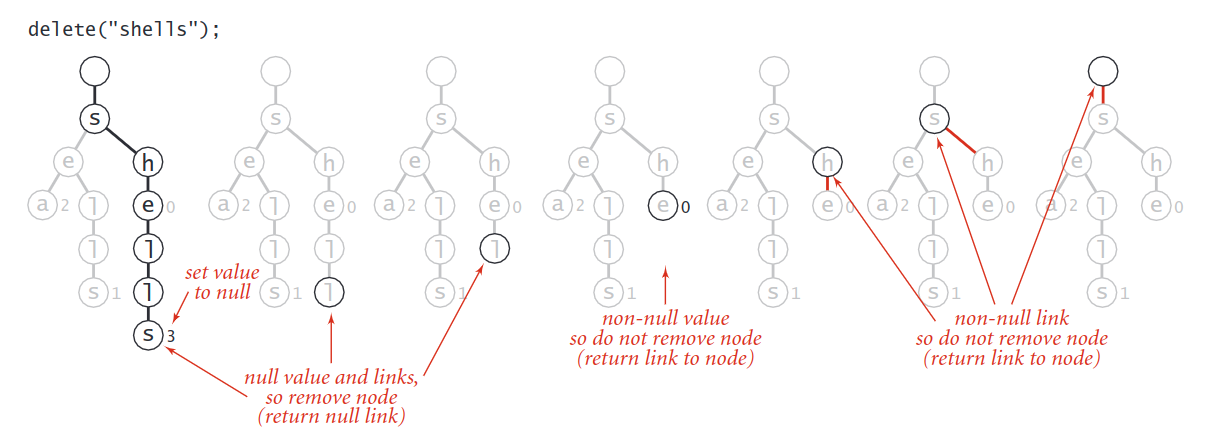 delete("shells");
s s s s s s s
e h e h e h e h e h e h e h
a 2 l e 0 a 2 l e 0 a 2 l e 0 a 2 l e 0 a 2 l e 0 a 2 l e 0 a 2 l e 0
l l l l l l l l l l
s 1 l s 1 l s 1 s 1 s 1 s 1 s 1
s 3
set value
to null
null value and links,
so remove node
(return null link)
non-null value
so do not remove node
(return link to node)
non-null link
so do not remove node
(return link to node)